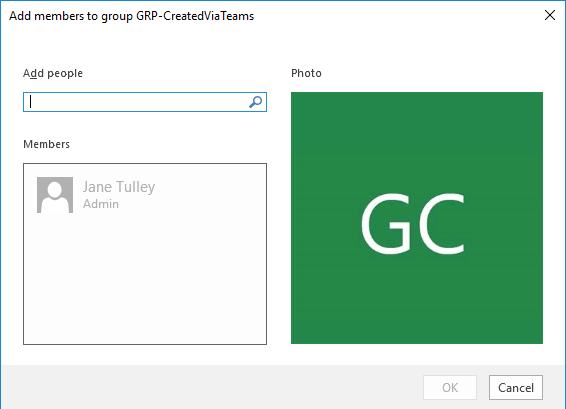 Add members to group GRP-CreatedViaTeams
Add people
Photo
Members
Jane Tulley
Admin
GC
OK
Cancel